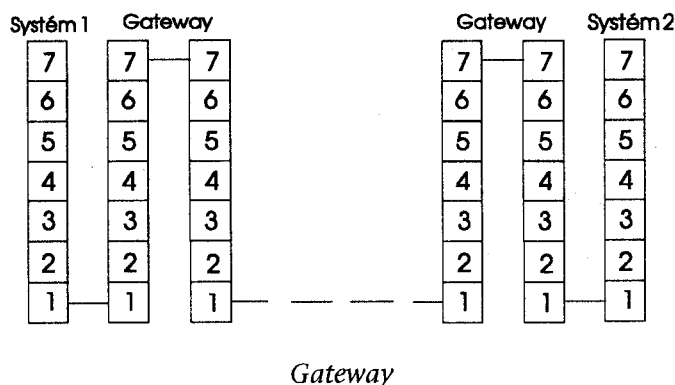 Systém 1 Gateway Gateway Systém 2
7 7 7 7 7 7
6 6 6 6 6 6
5 5 5 5 5 5
4 4 4 4 4 4
3 3 3 3 3 3
2 2 2 2 2 2
1 1 1 1 1 1
Gateway